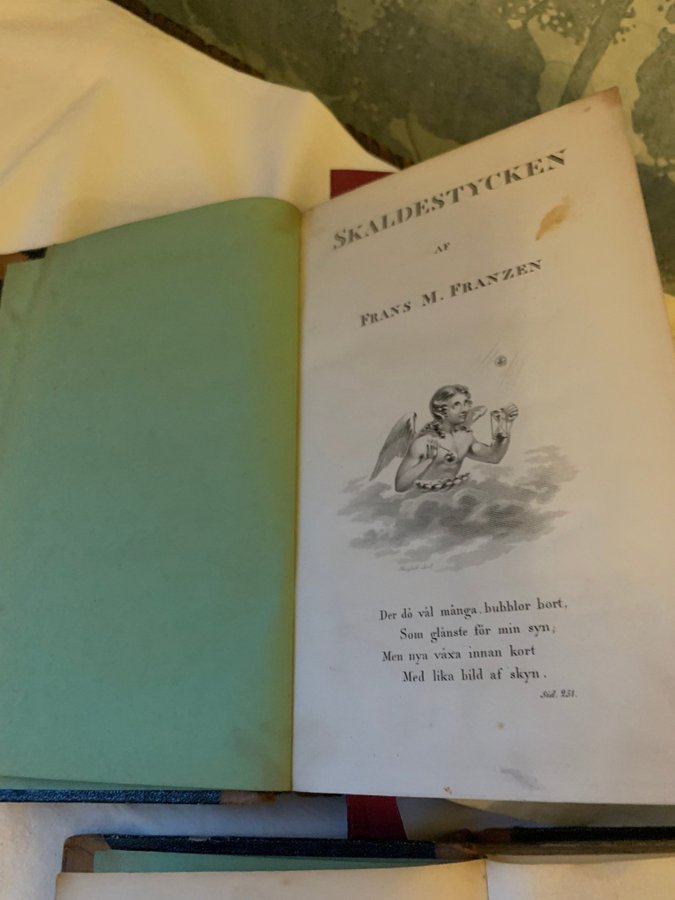 SKALDESTYCKEN
AF
FRANS M. FRANZEN
Der dö väl många bubblor bort,
Som glänste för min syn;
Men nya växa innan kort
Med lika bild af skyn.
Sid. 251.